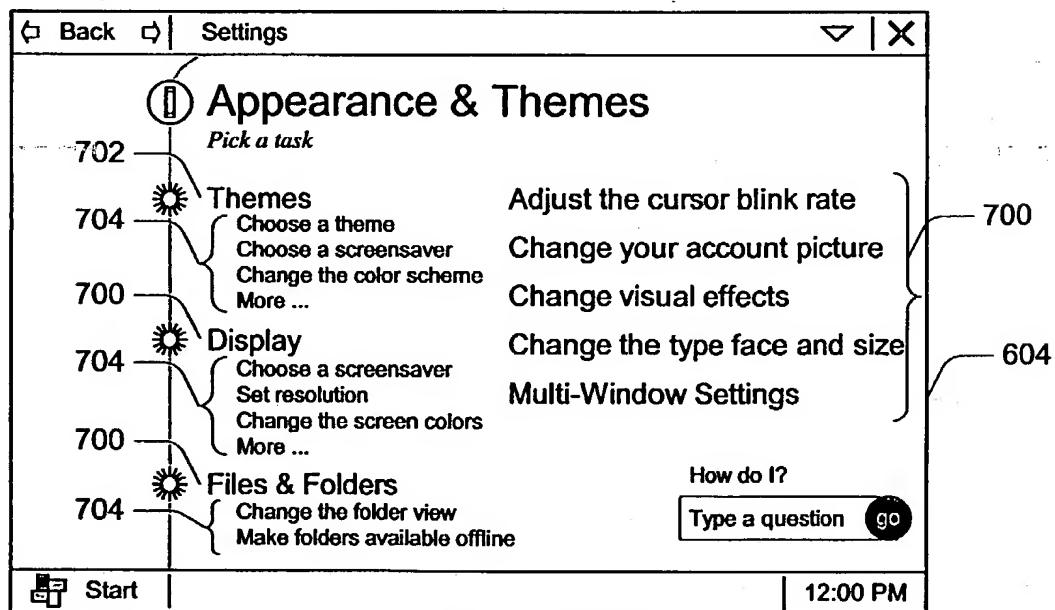 Back Settings
Appearance & Themes
Pick a task
702
Themes
704
Choose a theme
Choose a screensaver
Change the color scheme
More ...
700
Display
704
Choose a screensaver
Set resolution
Change the screen colors
More ...
700
Files & Folders
704
Change the folder view
Make folders available offline
Adjust the cursor blink rate
700
Change your account picture
Change visual effects
Change the type face and size
604
Multi-Window Settings
How do I?
Type a question go
Start 12:00 PM